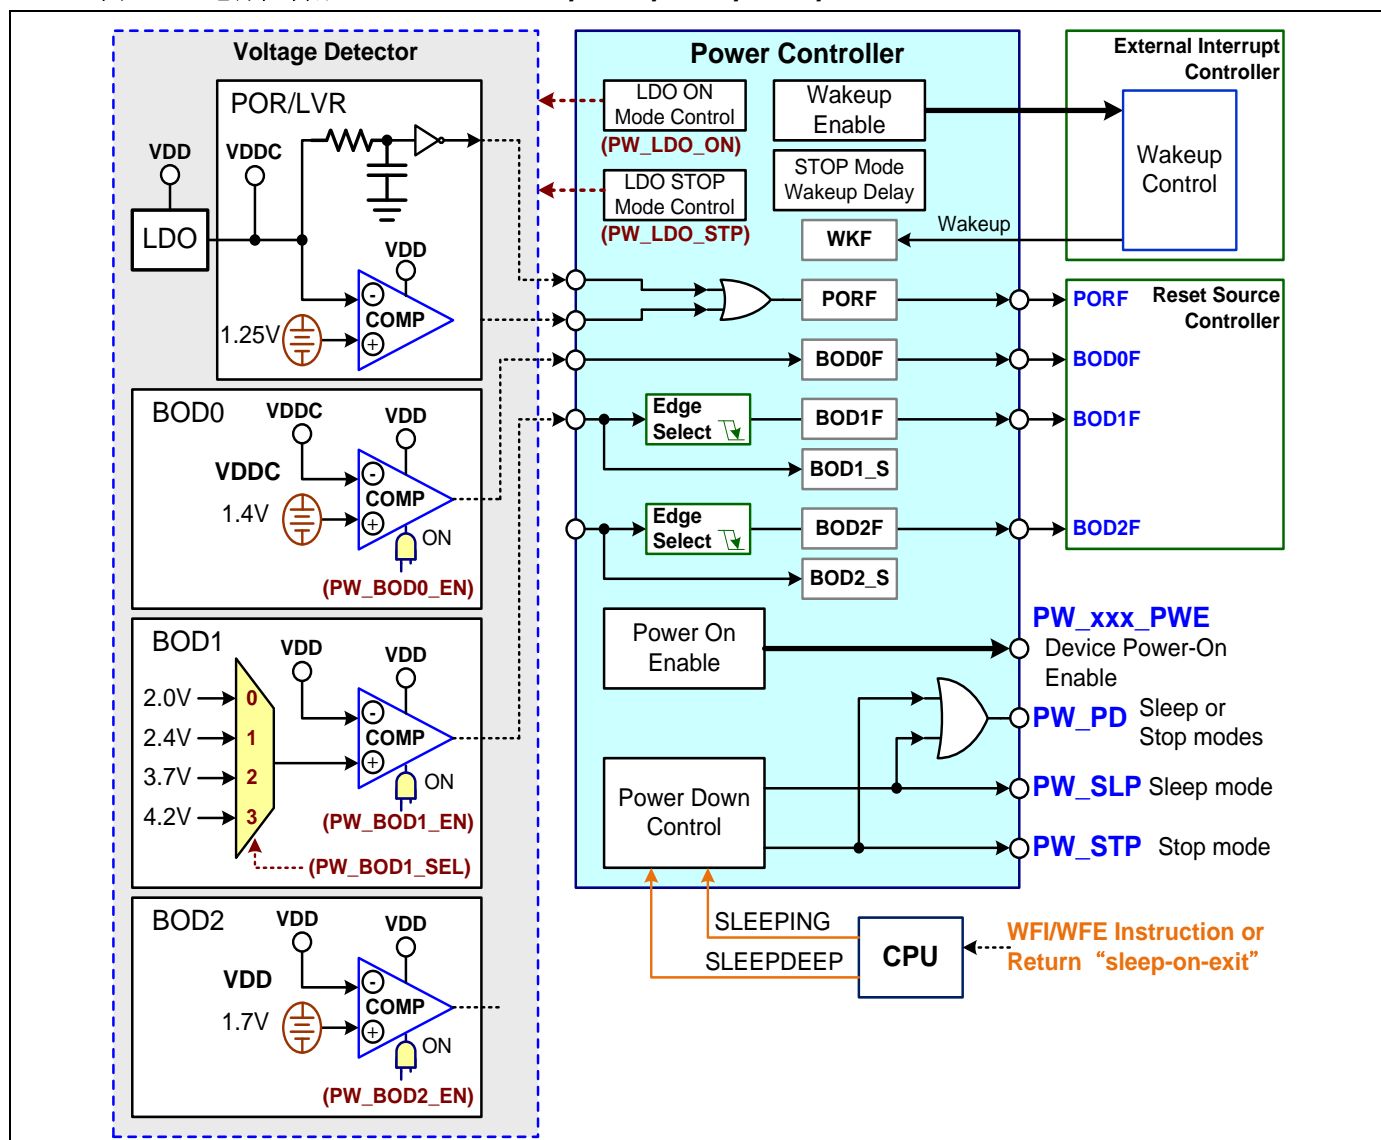 Voltage Detector
POR/LVR
VDD
VDDC
LDO
VDD
COMP
1.25V
BOD0
VDDC
VDD
VDDC
COMP
1.4V
ON
(PW_BOD0_EN)
BOD1
VDD
VDD
2.0V
0
2.4V
1
COMP
3.7V
2
ON
4.2V
3
(PW_BOD1_EN)
(PW_BOD1_SEL)
BOD2
VDD
VDD
VDD
COMP
1.7V
ON
(PW_BOD2_EN)
Power Controller
LDO ON
Mode Control
(PW_LDO_ON)
Wakeup
Enable
LDO STOP
Mode Control
(PW_LDO_STP)
STOP Mode
Wakeup Delay
WKF
Wakeup
PORF
BOD0F
Edge
Select
BOD1F
BOD1_S
Edge
Select
BOD2F
BOD2_S
Power On
Enable
Power Down
Control
External Interrupt
Controller
Wakeup
Control
Reset Source
Controller
PORF
BOD0F
BOD1F
BOD2F
PW_xxx_PWE
Device Power-On
Enable
PW_PD Sleep or
Stop modes
PW_SLP Sleep mode
PW_STP Stop mode
SLEEPING
SLEEPDEEP
CPU
WFI/WFE Instruction or
Return “sleep-on-exit”